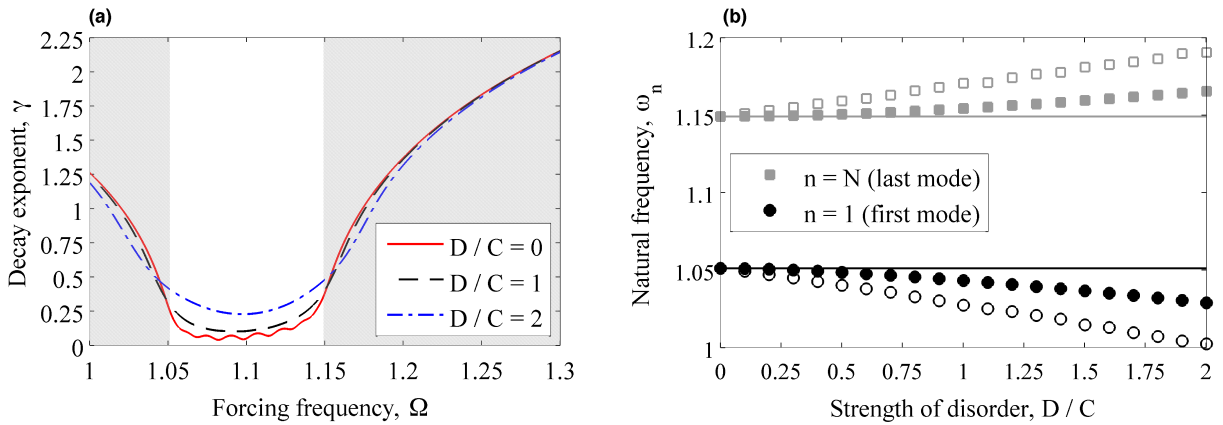 (a)
2.25
2
1.75
1.5
1.25
1
0.75
0.5
0.25
0
Decay exponent, γ
1 1.05 1.1 1.15 1.2 1.25 1.3
Forcing frequency, Ω
D / C = 0
D / C = 1
D / C = 2
(b)
1.2
1.15
1.1
1.05
1
Natural frequency, ωn
0 0.25 0.5 0.75 1 1.25 1.5 1.75 2
Strength of disorder, D / C
n = N (last mode)
n = 1 (first mode)